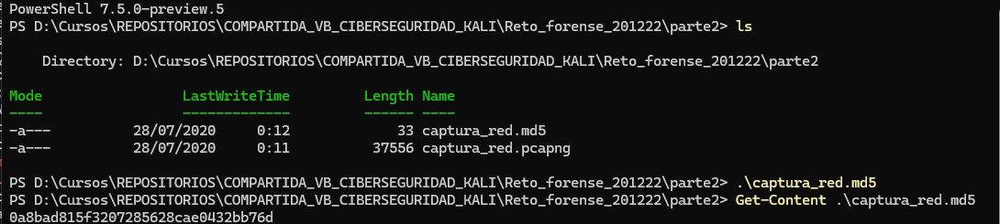 PowerShell 7.5.0-preview.5
PS D:\Cursos\REPOSITORIOS\COMPARTIDA_VB_CIBERSEGURIDAD_KALI\Reto_forense_201222\parte2> ls
Directory: D:\Cursos\REPOSITORIOS\COMPARTIDA_VB_CIBERSEGURIDAD_KALI\Reto_forense_201222\parte2
Mode                 LastWriteTime         Length Name
----                 -------------         ------ ----
-a---          28/07/2020     0:12             33 captura_red.md5
-a---          28/07/2020     0:11          37556 captura_red.pcapng
PS D:\Cursos\REPOSITORIOS\COMPARTIDA_VB_CIBERSEGURIDAD_KALI\Reto_forense_201222\parte2> .\captura_red.md5
PS D:\Cursos\REPOSITORIOS\COMPARTIDA_VB_CIBERSEGURIDAD_KALI\Reto_forense_201222\parte2> Get-Content .\captura_red.md5
0a8bad815f3207285628cae0432bb76d